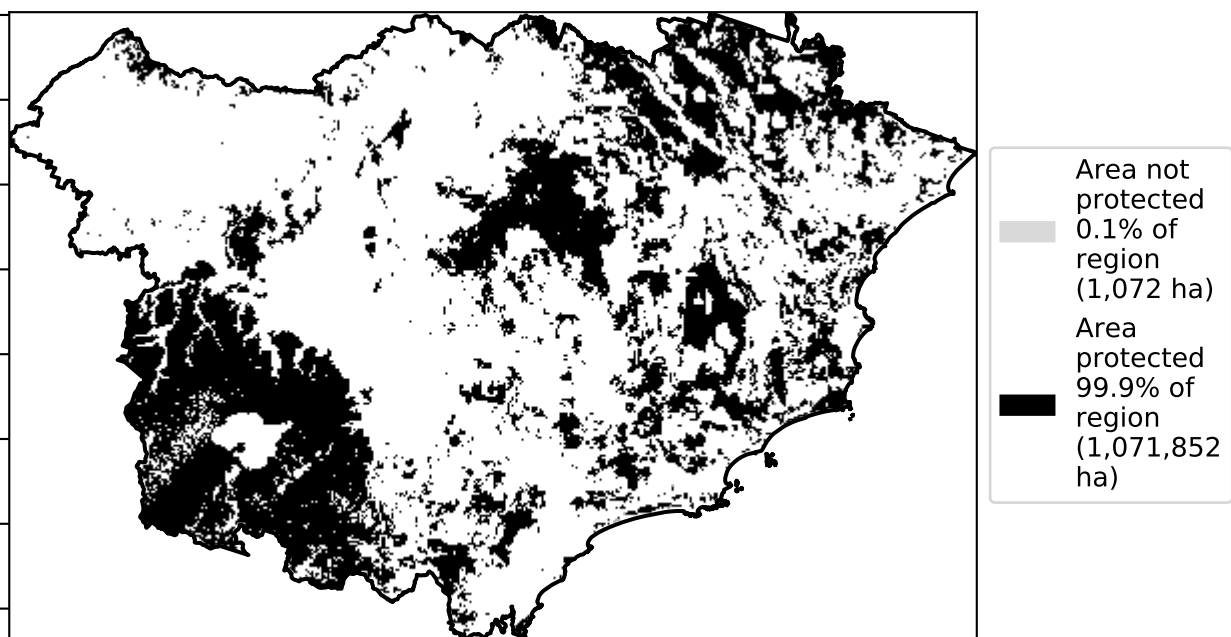 Area not
protected
0.1% of
region
(1,072 ha)
Area
protected
99.9% of
region
(1,071,852
ha)